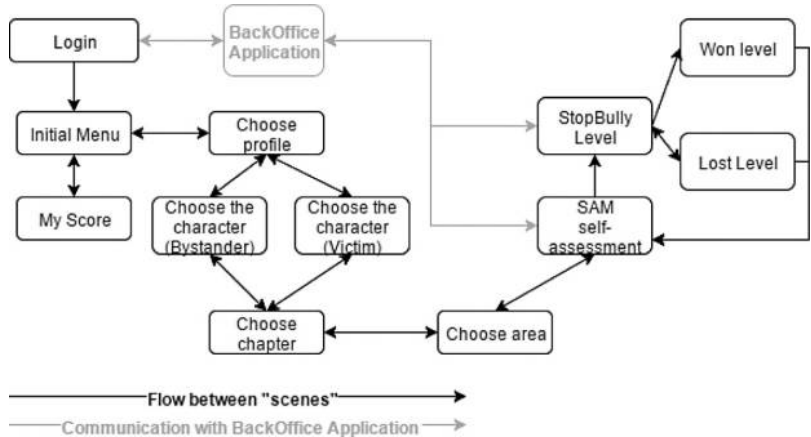 Login
BackOffice
Application
Won level
StopBully
Level
Initial Menu
Choose
profile
Lost Level
My Score
Choose the
character
(Bystander)
Choose the
character
(Victim)
SAM
self-
assessment
Choose
chapter
Choose area
Flow between "scenes"
Communication with BackOffice Application